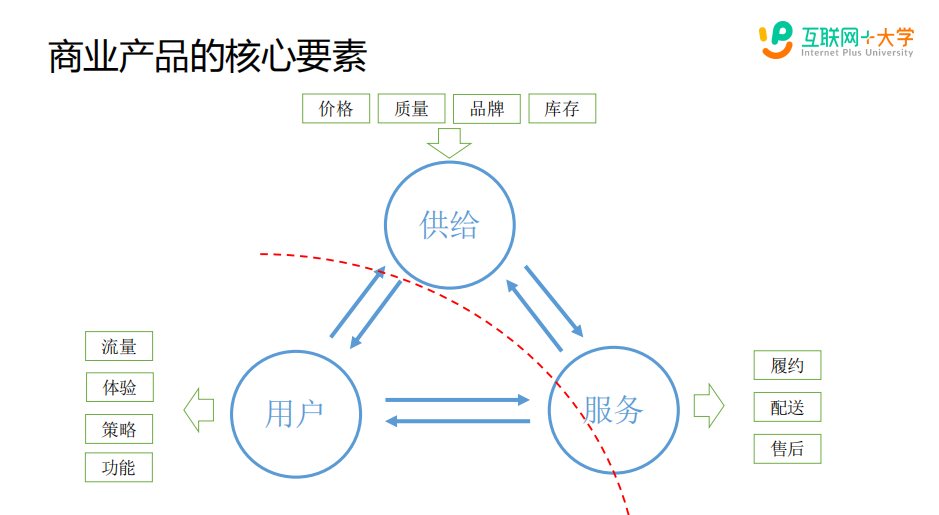 商业产品的核心要素
互联网+大学
Internet Plus University
价格 质量 品牌 库存
供给
用户
服务
流量
体验
策略
功能
履约
配送
售后